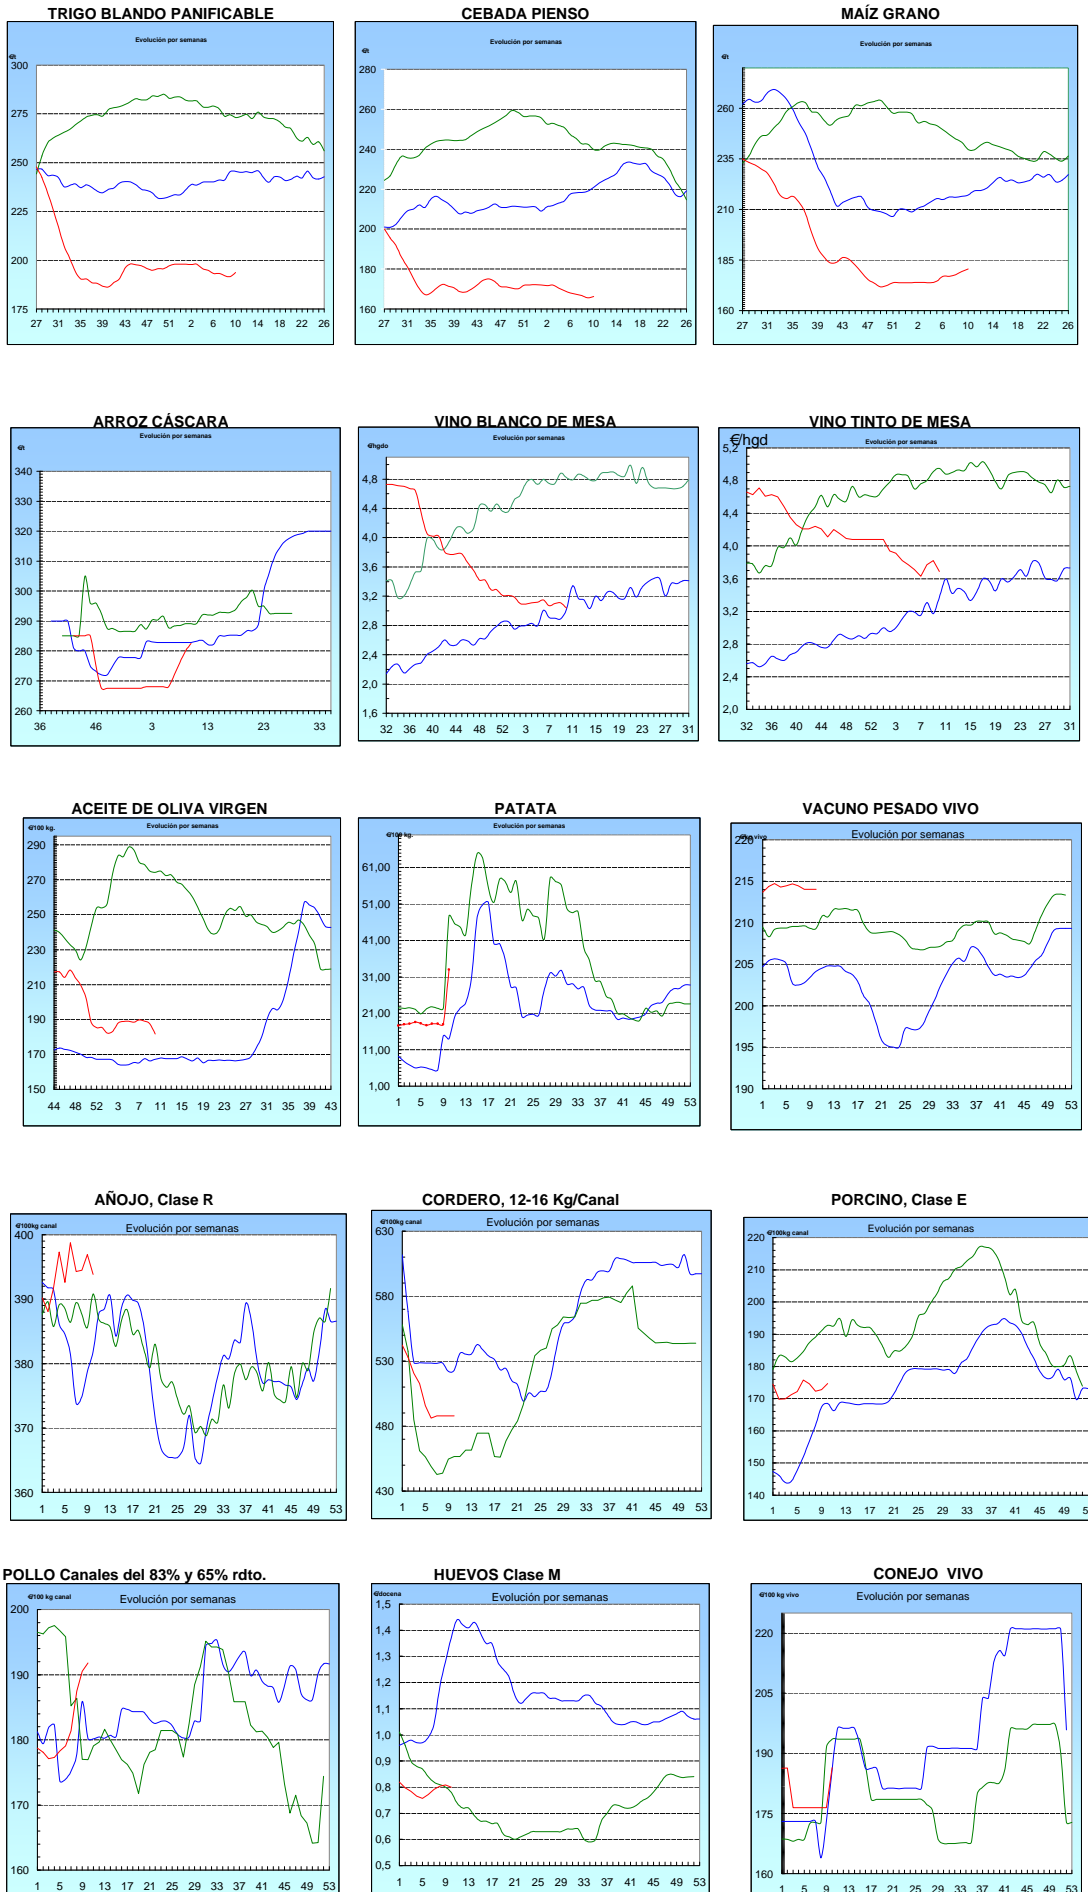 TRIGO BLANDO PANIFICABLE
Evolución por semanas
€/t
300
275
250
225
200
175
27 31 35 39 43 47 51 2 6 10 14 18 22 26
CEBADA PIENSO
Evolución por semanas
€/t
280
260
240
220
200
180
160
27 31 35 39 43 47 51 2 6 10 14 18 22 26
MAÍZ GRANO
Evolución por semanas
€/t
260
235
210
185
160
27 31 35 39 43 47 51 2 6 10 14 18 22 26
ARROZ CÁSCARA
Evolución por semanas
€/t
340
330
320
310
300
290
280
270
260
36 46 3 13 23 33
VINO BLANCO DE MESA
Evolución por semanas
€/hgdo
4,8
4,4
4,0
3,6
3,2
2,8
2,4
2,0
1,6
32 36 40 44 48 52 3 7 11 15 19 23 27 31
VINO TINTO DE MESA
Evolución por semanas
€/hgd
5,2
4,8
4,4
4,0
3,6
3,2
2,8
2,4
2,0
32 36 40 44 48 52 3 7 11 15 19 23 27 31
ACEITE DE OLIVA VIRGEN
Evolución por semanas
€/100 kg.
290
270
250
230
210
190
170
150
44 48 52 3 7 11 15 19 23 27 31 35 39 43
PATATA
Evolución por semanas
€/100 kg.
61,00
51,00
41,00
31,00
21,00
11,00
1,00
1 5 9 13 17 21 25 29 33 37 41 45 49 53
VACUNO PESADO VIVO
Evolución por semanas
220
215
210
205
200
195
190
1 5 9 13 17 21 25 29 33 37 41 45 49 53
AÑOJO, Clase R
Evolución por semanas
€/100kg canal
400
390
380
370
360
1 5 9 13 17 21 25 29 33 37 41 45 49 53
CORDERO, 12-16 Kg/Canal
Evolución por semanas
€/100kg canal
630
580
530
480
430
1 5 9 13 17 21 25 29 33 37 41 45 49 53
PORCINO, Clase E
Evolución por semanas
€/100kg canal
220
210
200
190
180
170
160
150
140
1 5 9 13 17 21 25 29 33 37 41 45 49
POLLO Canales del 83% y 65% rdto.
Evolución por semanas
€/100 kg canal
200
190
180
170
160
1 5 9 13 17 21 25 29 33 37 41 45 49 53
HUEVOS Clase M
Evolución por semanas
€/docena
1,5
1,4
1,3
1,2
1,1
1,0
0,9
0,8
0,7
0,6
0,5
1 5 9 13 17 21 25 29 33 37 41 45 49 53
CONEJO VIVO
Evolución por semanas
€/100 kg vivo
220
205
190
175
160
1 5 9 13 17 21 25 29 33 37 41 45 49 53